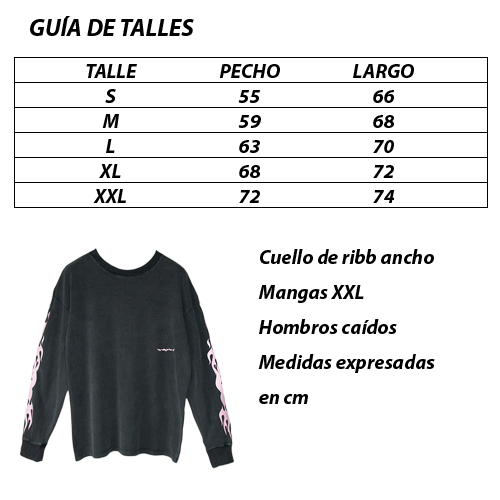 GUÍA DE TALLES
TALLE PECHO LARGO
S 55 66
M 59 68
L 63 70
XL 68 72
XXL 72 74
Cuello de ribb ancho
Mangas XXL
Hombros caídos
Medidas expresadas
en cm